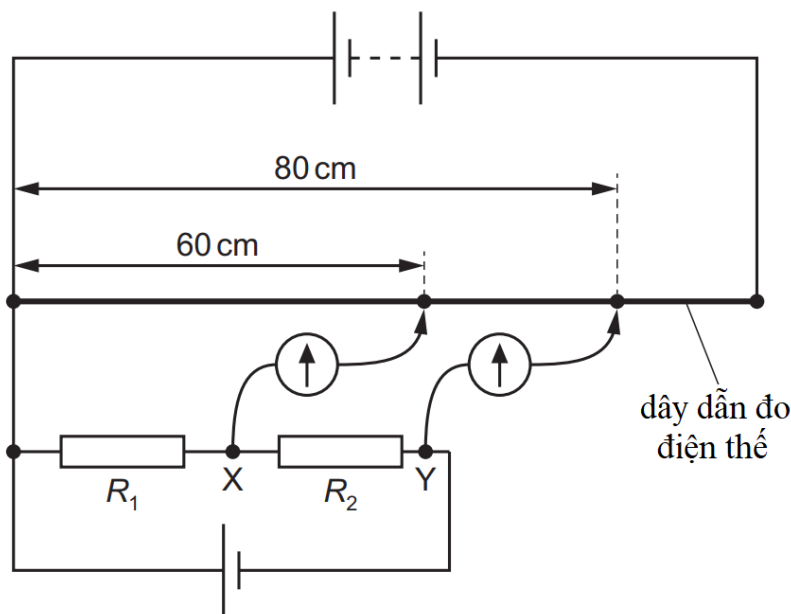 80 cm
60 cm
dây dẫn đo
điện thế
R₁
X
R₂
Y